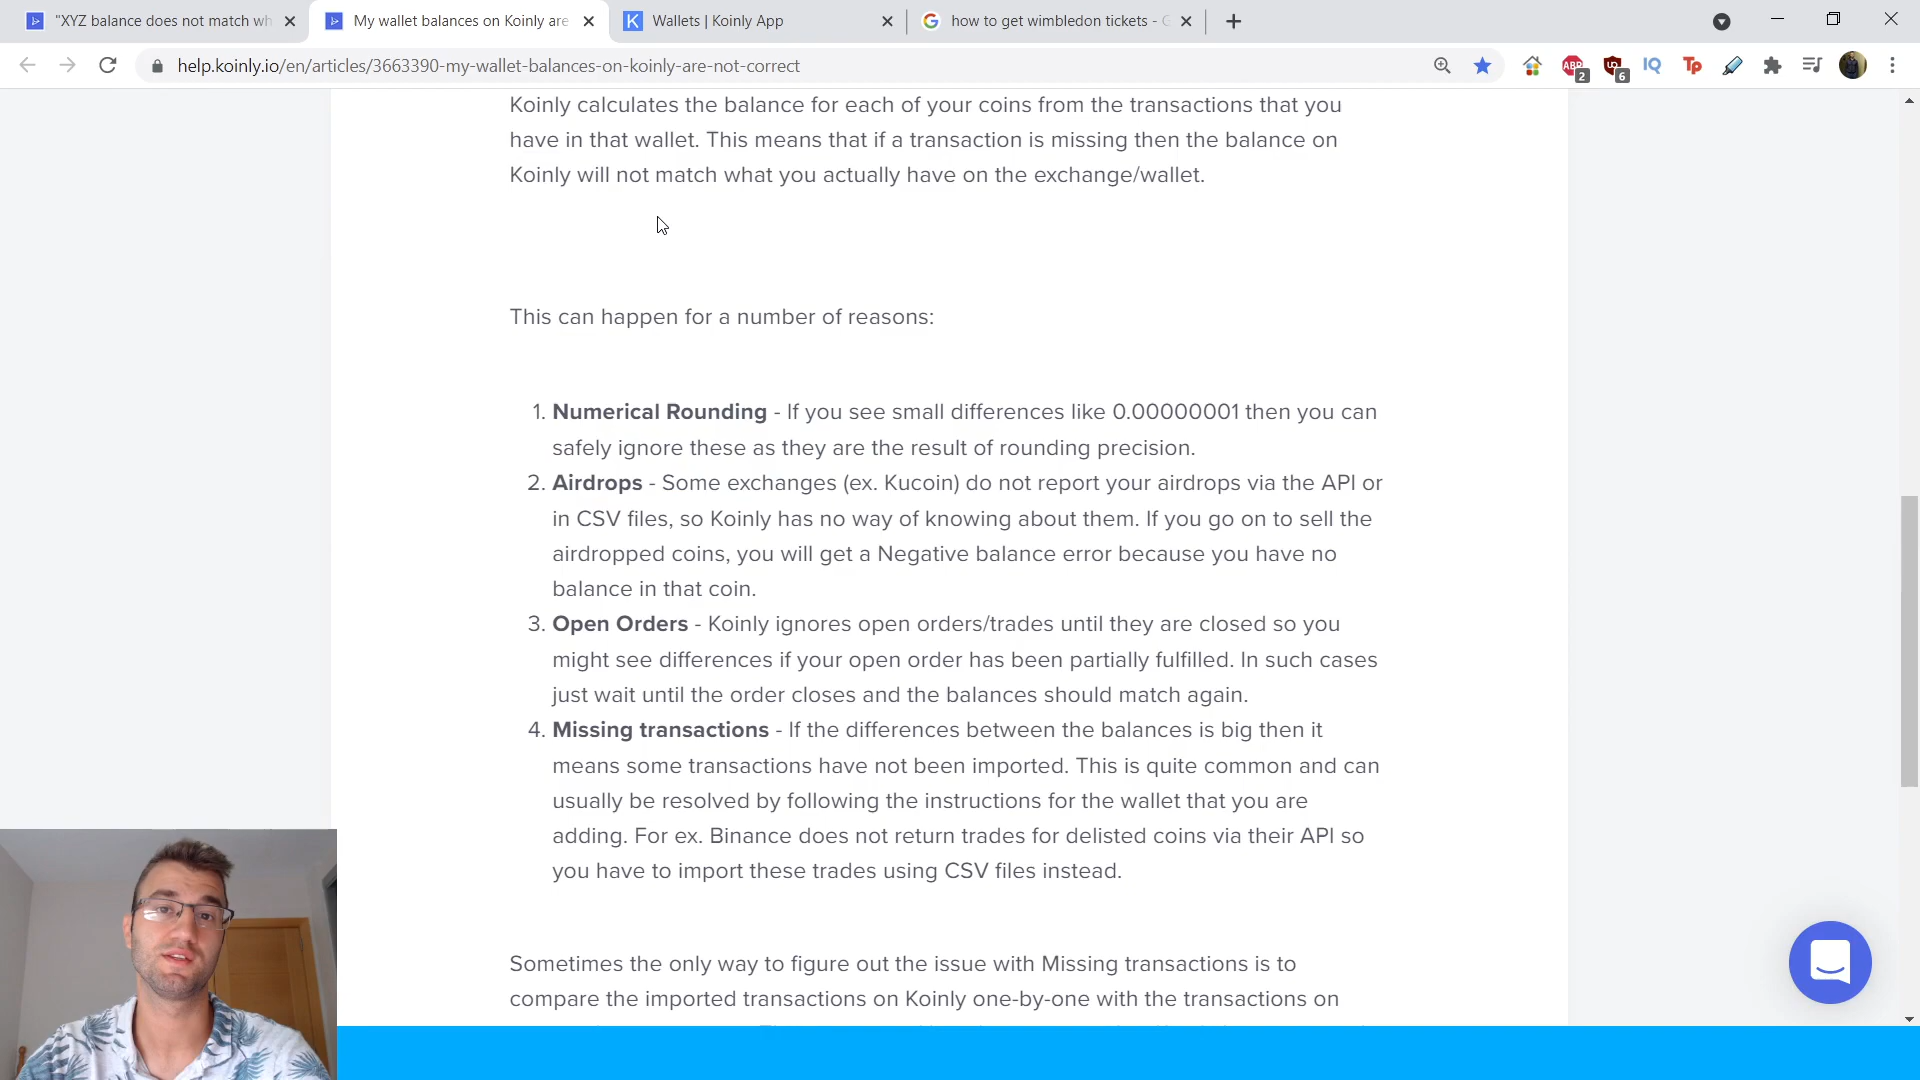 "XYZ balance does not match wh
My wallet balances on Koinly are
Wallets | Koinly App
how to get wimbledon tickets - G
help.koinly.io/en/articles/3663390-my-wallet-balances-on-koinly-are-not-correct
ABP
2
6
IQ
Tp
Koinly calculates the balance for each of your coins from the transactions that you
have in that wallet. This means that if a transaction is missing then the balance on
Koinly will not match what you actually have on the exchange/wallet.
This can happen for a number of reasons:
1. Numerical Rounding - If you see small differences like 0.00000001 then you can
safely ignore these as they are the result of rounding precision.
2. Airdrops - Some exchanges (ex. Kucoin) do not report your airdrops via the API or
in CSV files, so Koinly has no way of knowing about them. If you go on to sell the
airdropped coins, you will get a Negative balance error because you have no
balance in that coin.
3. Open Orders - Koinly ignores open orders/trades until they are closed so you
might see differences if your open order has been partially fulfilled. In such cases
just wait until the order closes and the balances should match again.
4. Missing transactions - If the differences between the balances is big then it
means some transactions have not been imported. This is quite common and can
usually be resolved by following the instructions for the wallet that you are
adding. For ex. Binance does not return trades for delisted coins via their API so
you have to import these trades using CSV files instead.
Sometimes the only way to figure out the issue with Missing transactions is to
compare the imported transactions on Koinly one-by-one with the transactions on